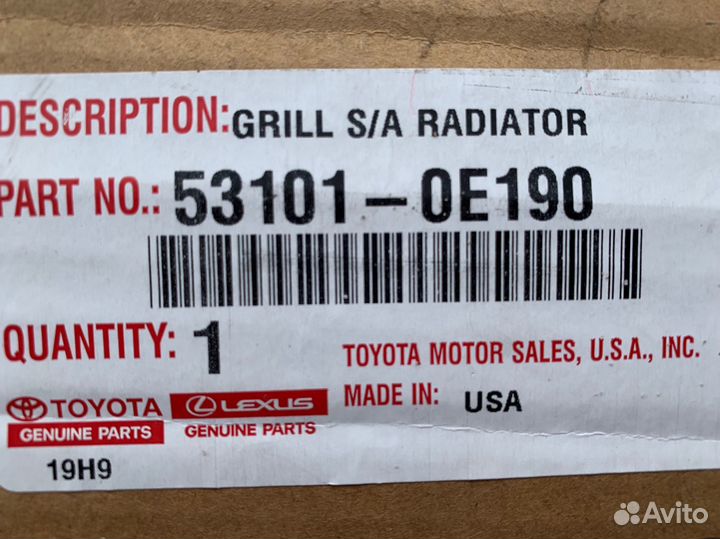 DESCRIPTION: GRILL S/A RADIATOR
PART NO.: 53101-0E190
QUANTITY: 1
TOYOTA MOTOR SALES, U.S.A., INC.
MADE IN: USA
TOYOTA
GENUINE PARTS
LEXUS
GENUINE PARTS
19H9
Avito